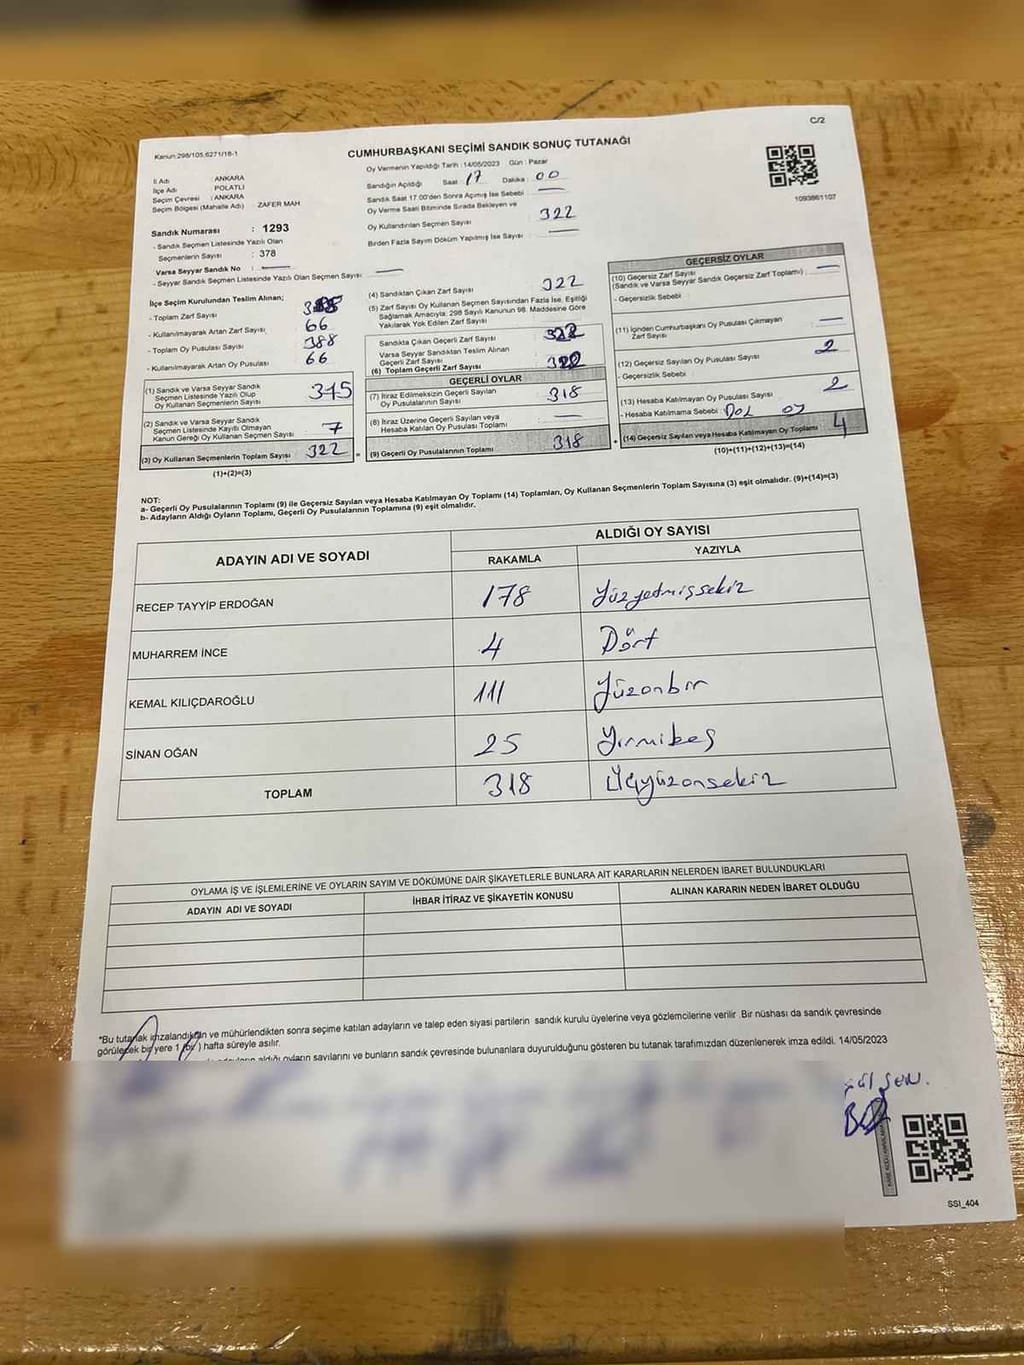 C/2
Kanun:298/105,6271/16-1
CUMHURBAŞKANI SEÇİMİ SANDIK SONUÇ TUTANAĞI
Oy Vermenin Yapıldığı Tarih : 14/05/2023 Gün : Pazar
İl Adı : ANKARA
İlçe Adı : POLATLI
Seçim Çevresi : ANKARA
Seçim Bölgesi (Mahalle Adı) : ZAFER MAH
Sandık Numarası : 1293
- Sandık Seçmen Listesinde Yazılı Olan
Seçmenlerin Sayısı : 378
Varsa Seyyar Sandık No : —
- Seyyar Sandık Seçmen Listesinde Yazılı Olan Seçmen Sayısı : —
Sandığın Açıldığı Saat : 17 Dakika : 00
Sandık Saat 17.00'den Sonra Açımış İse Sebebi : —
Oy Verme Saati Bitiminde Sırada Bekleyen ve
Oy Kullandırılan Seçmen Sayısı : 322
Birden Fazla Sayım Döküm Yapılmış İse Sayısı : —
1093861107
İlçe Seçim Kurulundan Teslim Alınan;
- Toplam Zarf Sayısı :
- Kullanılmayarak Artan Zarf Sayısı : 66
- Toplam Oy Pusulası Sayısı : 388
- Kullanılmayarak Artan Oy Pusulası : 66
(1) Sandık ve Varsa Seyyar Sandık
Seçmen Listesinde Yazılı Olup
Oy Kullanan Seçmenlerin Sayısı 315
(2) Sandık ve Varsa Seyyar Sandık
Seçmen Listesinde Kayıtlı Olmayan
Kanun Gereği Oy Kullanan Seçmen Sayısı 7
(3) Oy Kullanan Seçmenlerin Toplam Sayısı 322
(1)+(2)=(3)
(4) Sandıktan Çıkan Zarf Sayısı 322
(5) Zarf Sayısı Oy Kullanan Seçmen Sayısından Fazla İse, Eşitliği
Sağlamak Amacıyla; 298 Sayılı Kanunun 98. Maddesine Göre
Yakılarak Yok Edilen Zarf Sayısı
Sandıkta Çıkan Geçerli Zarf Sayısı 322
Varsa Seyyar Sandıktan Teslim Alınan
Geçerli Zarf Sayısı
(6) Toplam Geçerli Zarf Sayısı 322
GEÇERLİ OYLAR
(7) İtiraz Edilmeksizin Geçerli Sayılan
Oy Pusulalarının Sayısı 318
(8) İtiraz Üzerine Geçerli Sayılan veya
Hesaba Katılan Oy Pusulası Toplamı —
(9) Geçerli Oy Pusulalarının Toplamı 318
GEÇERSİZ OYLAR
(10) Geçersiz Zarf Sayısı —
(Sandık ve Varsa Seyyar Sandık Geçersiz Zarf Toplamı)
- Geçersizlik Sebebi :
(11) İçinden Cumhurbaşkanı Oy Pusulası Çıkmayan
Zarf Sayısı —
(12) Geçersiz Sayılan Oy Pusulası Sayısı 2
- Geçersizlik Sebebi :
(13) Hesaba Katılmayan Oy Pusulası Sayısı 2
- Hesaba Katılmama Sebebi :
(14) Geçersiz Sayılan veya Hesaba Katılmayan Oy Toplamı 4
(10)+(11)+(12)+(13)=(14)
NOT:
a- Geçerli Oy Pusulalarının Toplamı (9) ile Geçersiz Sayılan veya Hesaba Katılmayan Oy Toplamı (14) Toplamları, Oy Kullanan Seçmenlerin Toplam Sayısına (3) eşit olmalıdır. (9)+(14)=(3)
b- Adayların Aldığı Oyların Toplamı, Geçerli Oy Pusulalarının Toplamına (9) eşit olmalıdır.
ADAYIN ADI VE SOYADI
ALDIĞI OY SAYISI
RAKAMLA YAZIYLA
RECEP TAYYİP ERDOĞAN 178 Yüzyetmişsekiz
MUHARREM İNCE 4 Dört
KEMAL KILIÇDAROĞLU 111 Yüzonbir
SİNAN OĞAN 25 Yirmibeş
TOPLAM 318 Üçyüzonsekiz
OYLAMA İŞ VE İŞLEMLERİNE VE OYLARIN SAYIM VE DÖKÜMÜNE DAİR ŞİKAYETLERLE BUNLARA AİT KARARLARIN NELERDEN İBARET BULUNDUKLARI
ADAYIN ADI VE SOYADI
İHBAR İTİRAZ VE ŞİKAYETİN KONUSU
ALINAN KARARIN NEDEN İBARET OLDUĞU
*Bu tutanak imzalandıktan ve mühürlendikten sonra seçime katılan adayların ve talep eden siyasi partilerin sandık kurulu üyelerine veya gözlemcilerine verilir. Bir nüshası da sandık çevresinde
görülecek bir yere 1 (bir) hafta süreyle asılır.
aldığı oyların sayılarını ve bunların sandık çevresinde bulunanlara duyurulduğunu gösteren bu tutanak tarafımızdan düzenlenerek imza edildi. 14/05/2023
SSI_404